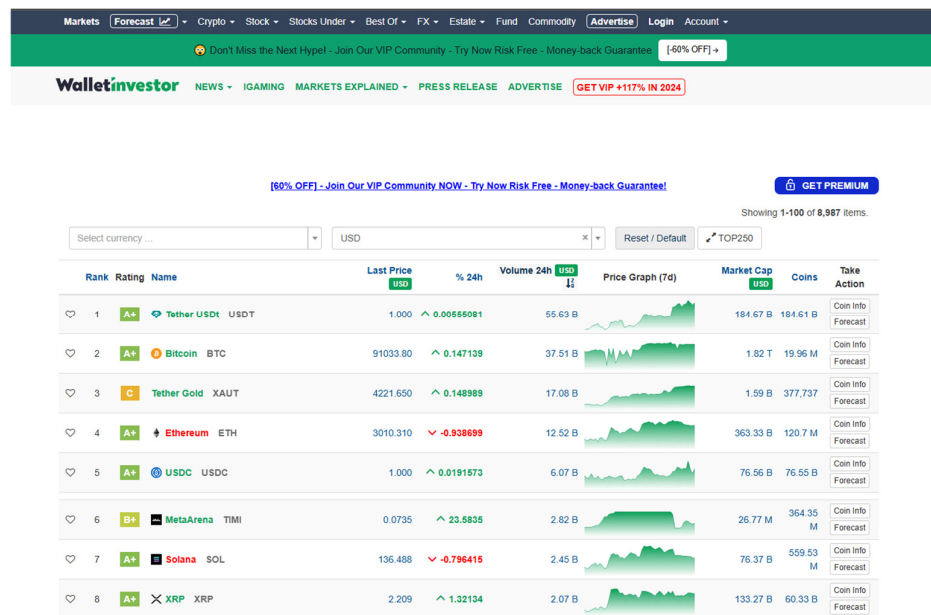 Markets Forecast Crypto Stock Stocks Under Best Of FX Estate Fund Commodity Advertise Login Account
Don't Miss the Next Hype! - Join Our VIP Community - Try Now Risk Free - Money-back Guarantee [-60% OFF] →
Walletinvestor NEWS IGAMING MARKETS EXPLAINED PRESS RELEASE ADVERTISE GET VIP +117% IN 2024
[60% OFF] - Join Our VIP Community NOW - Try Now Risk Free - Money-back Guarantee! GET PREMIUM
Showing 1-100 of 8,987 items.
Select currency ... USD × Reset / Default TOP250
Rank Rating Name Last Price USD % 24h Volume 24h USD Price Graph (7d) Market Cap USD Coins Take Action
1 A+ Tether USDt USDT 1.000 0.00555081 55.63 B 184.67 B 184.61 B Coin Info Forecast
2 A+ Bitcoin BTC 91033.80 0.147139 37.51 B 1.82 T 19.96 M Coin Info Forecast
3 C Tether Gold XAUT 4221.650 0.148989 17.08 B 1.59 B 377,737 Coin Info Forecast
4 A+ Ethereum ETH 3010.310 -0.938699 12.52 B 363.33 B 120.7 M Coin Info Forecast
5 A+ USDC USDC 1.000 0.0191573 6.07 B 76.56 B 76.55 B Coin Info Forecast
6 B+ MetaArena TIMI 0.0735 23.5835 2.82 B 26.77 M 364.35 M Coin Info Forecast
7 A+ Solana SOL 136.488 -0.796415 2.45 B 76.37 B 559.53 M Coin Info Forecast
8 A+ XRP XRP 2.209 1.32134 2.07 B 133.27 B 60.33 B Coin Info Forecast